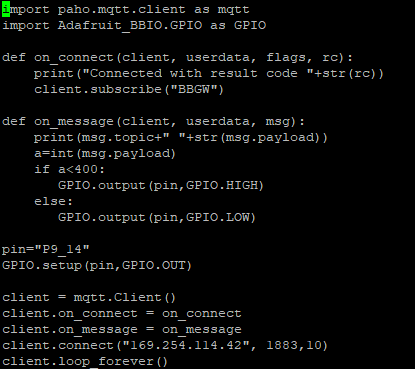 import paho.mqtt.client as mqtt
import Adafruit_BBIO.GPIO as GPIO

def on_connect(client, userdata, flags, rc):
    print("Connected with result code "+str(rc))
    client.subscribe("BBGW")

def on_message(client, userdata, msg):
    print(msg.topic+" "+str(msg.payload))
    a=int(msg.payload)
    if a<400:
       GPIO.output(pin,GPIO.HIGH)
    else:
       GPIO.output(pin,GPIO.LOW)

pin="P9_14"
GPIO.setup(pin,GPIO.OUT)

client = mqtt.Client()
client.on_connect = on_connect
client.on_message = on_message
client.connect("169.254.114.42", 1883,10)
client.loop_forever()